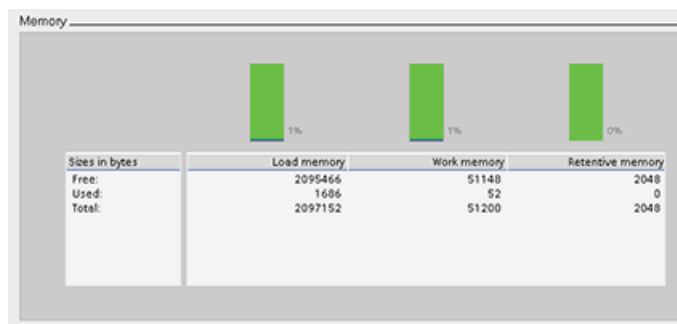 Memory
1% 1% 0%
Sizes in bytes Load memory Work memory Retentive memory
Free: 2095466 51148 2048
Used: 1686 52 0
Total: 2097152 51200 2048